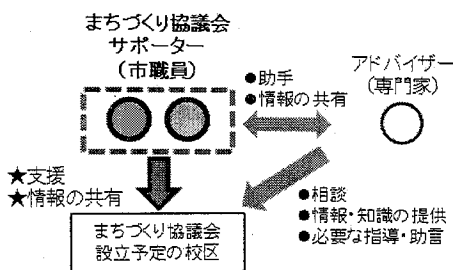 まちづくり協議会
サポーター
(市職員)
●助手
●情報の共有
アドバイザー
(専門家)
★支援
★情報の共有
まちづくり協議会
設立予定の校区
●相談
●情報・知識の提供
●必要な指導・助言